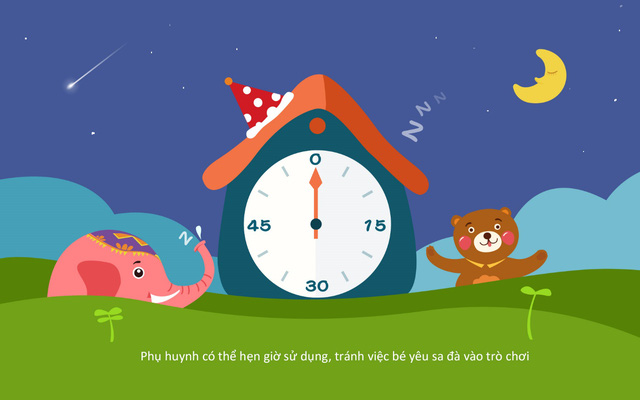 z
z
z
0
45
15
z
30
Phụ huynh có thể hẹn giờ sử dụng, tránh việc bé yêu sa đà vào trò chơi